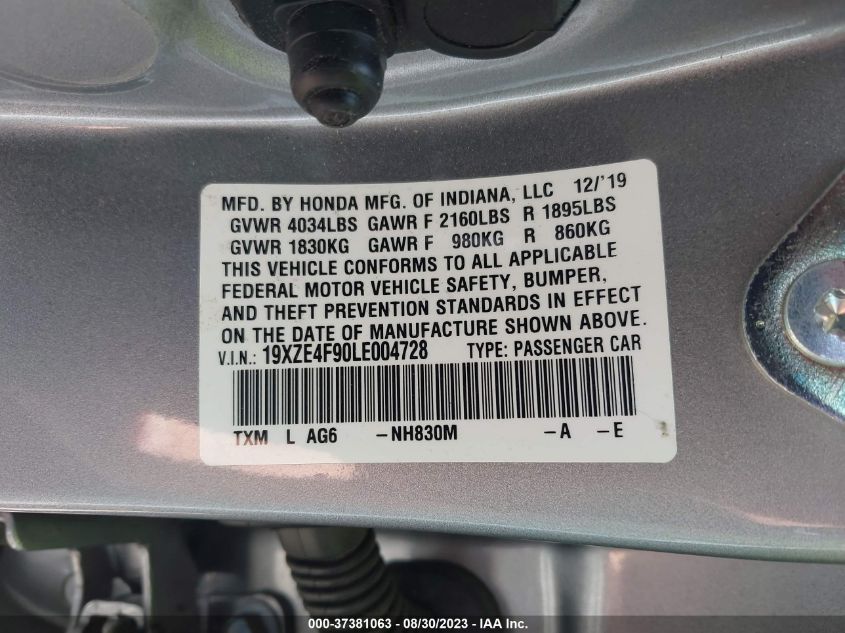 MFD. BY HONDA MFG. OF INDIANA, LLC 12/'19
GVWR 4034LBS GAWR F 2160LBS R 1895LBS
GVWR 1830KG GAWR F 980KG R 860KG
THIS VEHICLE CONFORMS TO ALL APPLICABLE
FEDERAL MOTOR VEHICLE SAFETY, BUMPER,
AND THEFT PREVENTION STANDARDS IN EFFECT
ON THE DATE OF MANUFACTURE SHOWN ABOVE.
V.I.N.: 19XZE4F90LE004728 TYPE: PASSENGER CAR
TXM L AG6 -NH830M -A -E
000-37381063 - 08/30/2023 - IAA Inc.